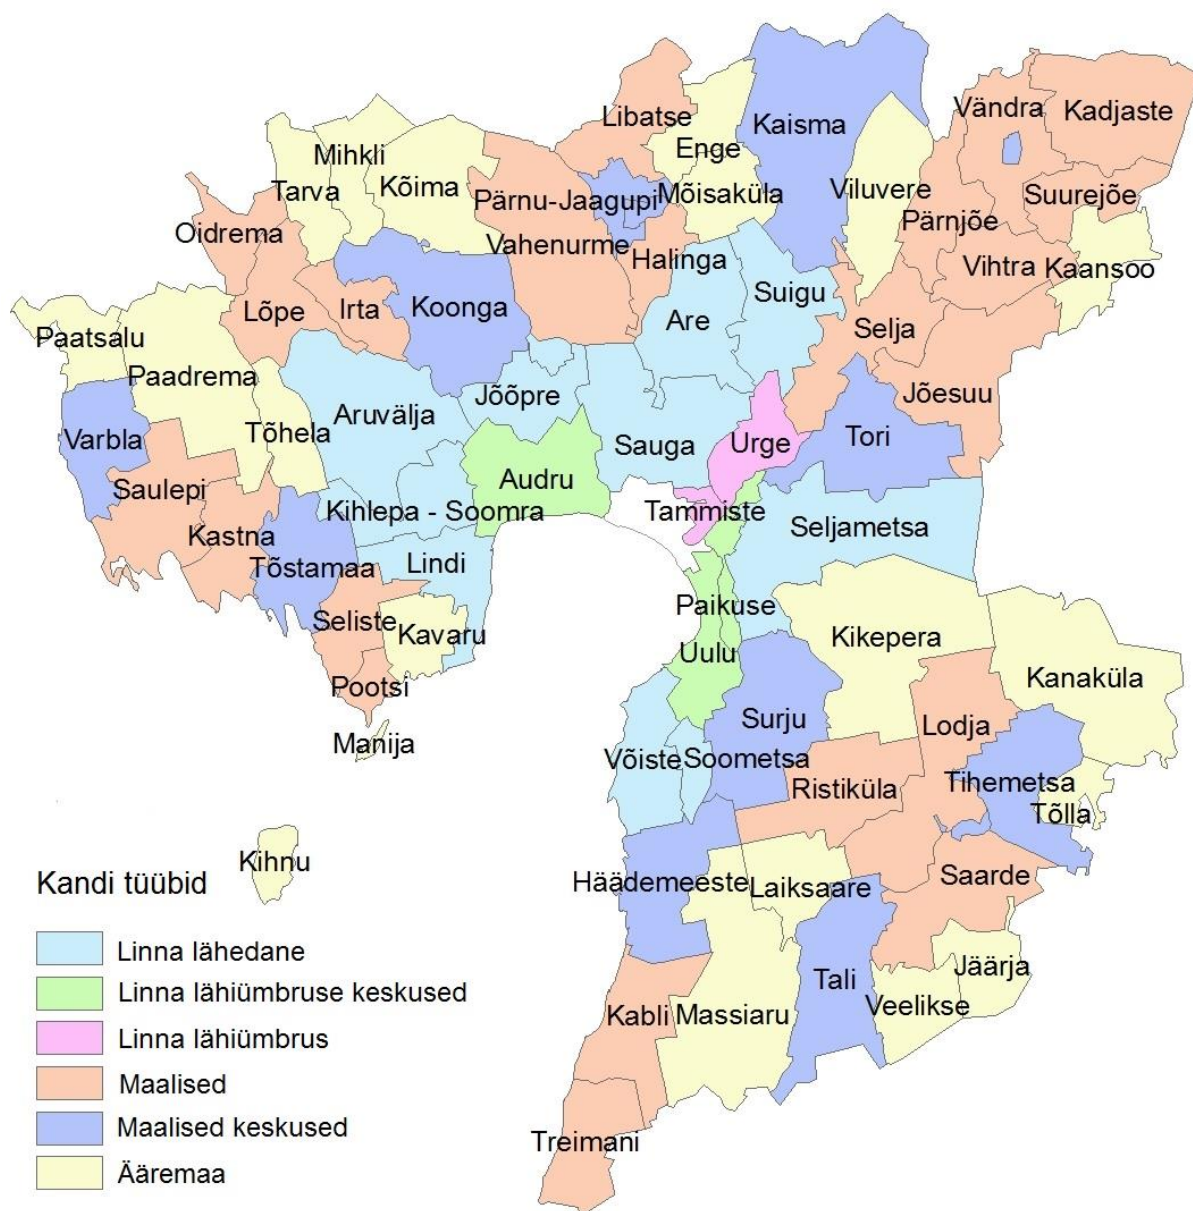 Vändra
Kadjaste
Libatse
Kaisma
Enge
Mihkli
Tarva
Kõima
Pärnu-Jaagupi
Mõisaküla
Viluvere
Suurejõe
Pärnjõe
Oidrema
Vahenurme
Halinga
Vihtra
Kaansoo
Suigu
Lõpe
Irta
Koonga
Are
Selja
Paatsalu
Paadrema
Jõõpre
Jõesuu
Aruvälja
Varbla
Tõhela
Sauga
Urge
Tori
Audru
Saulepi
Kihlepa - Soomra
Tammiste
Seljametsa
Kastna
Tõstamaa
Lindi
Paikuse
Seliste
Kavaru
Kikepera
Uulu
Kanaküla
Pootsi
Surju
Lodja
Manija
Võiste
Soometsa
Ristiküla
Tihemetsa
Tõlla
Kihnu
Häädemeeste
Laiksaare
Saarde
Jäärja
Tali
Veelikse
Kabli
Massiaru
Treimani
Kandi tüübid
Linna lähedane
Linna lähiümbruse keskused
Linna lähiümbrus
Maalised
Maalised keskused
Ääremaa